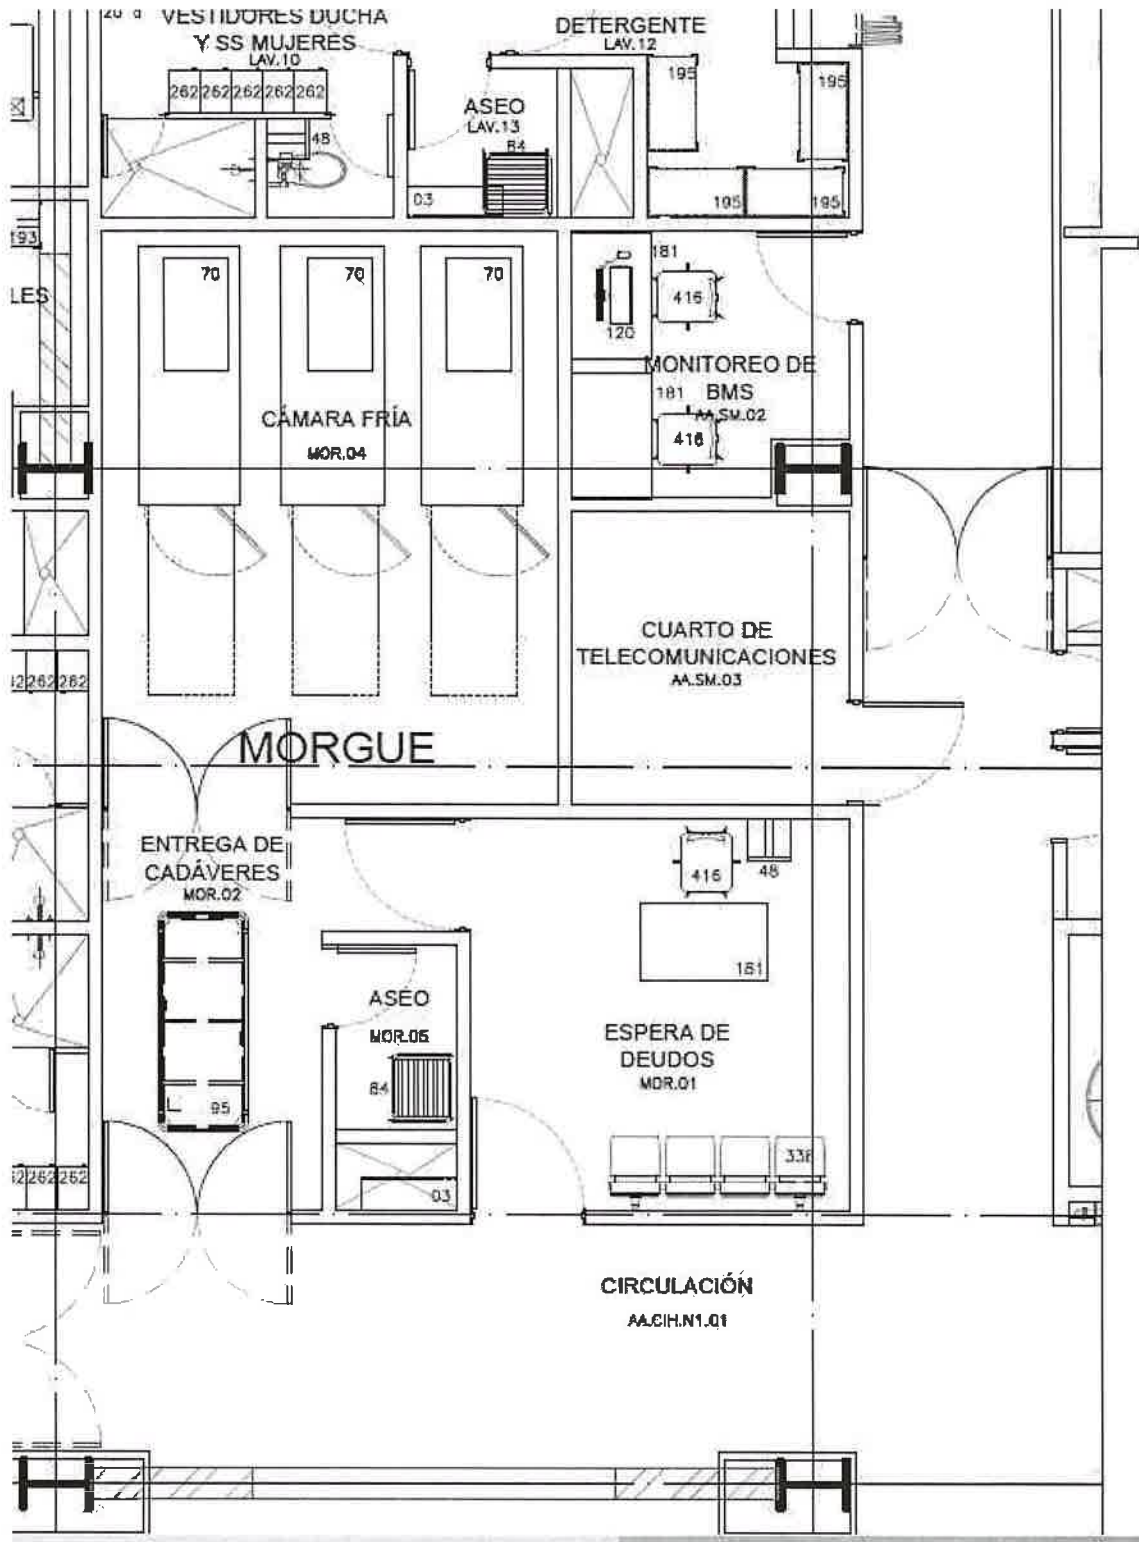 VESTIDORES DUCHA
Y SS MUJERES
LAV.10
DETERGENTE
LAV.12
262 262 262 262 262
195
195
ASEO
LAV.13
48
84
03
195
195
193
70
70
70
181
416
120
MONITOREO DE
BMS
AA.SM.02
181
416
CÁMARA FRÍA
MOR.04
CUARTO DE
TELECOMUNICACIONES
AA.SM.03
262 262
MORGUE
ENTREGA DE
CADÁVERES
MOR.02
416
48
181
ASEO
MOR.05
84
95
ESPERA DE
DEUDOS
MOR.01
338
262 262
03
CIRCULACIÓN
AA.CIH.N1.01